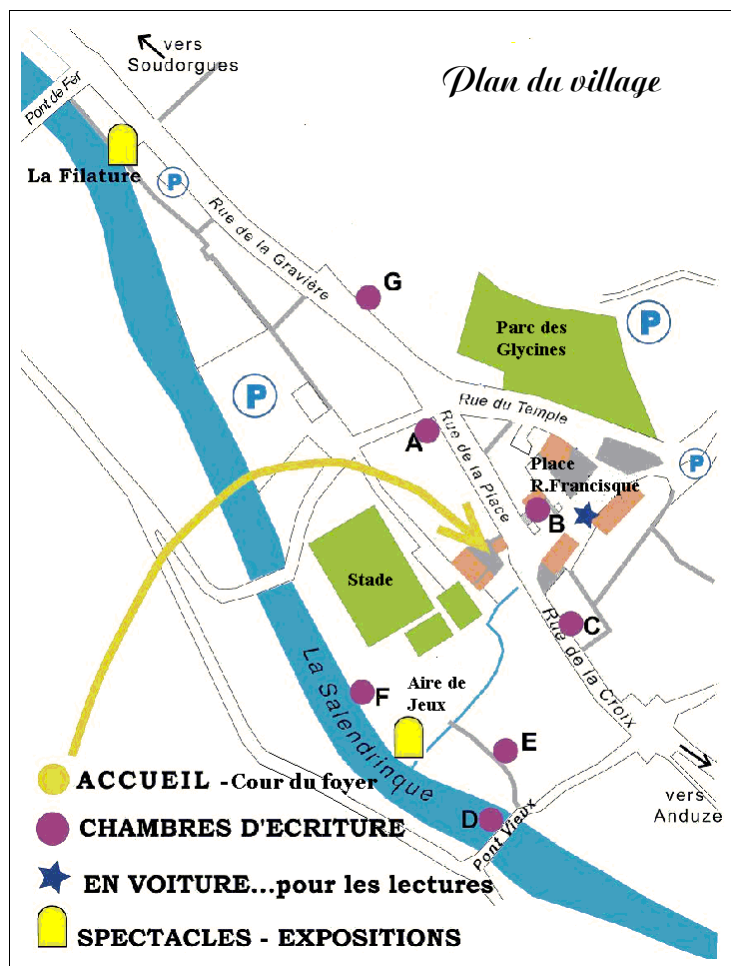 Plan du village
vers
Soudorgues
Pont de Fer
La Filature
P
Rue de la Gravière
G
Parc des
Glycines
P
P
Rue du Temple
A
Rue de la Place
Place
R.Francisque
P
B
Stade
C
Rue de la Croix
La Salendrinque
F
Aire de
Jeux
E
D
Pont Vieux
vers
Anduze
ACCUEIL -Cour du foyer
CHAMBRES D'ECRITURE
EN VOITURE...pour les lectures
SPECTACLES - EXPOSITIONS